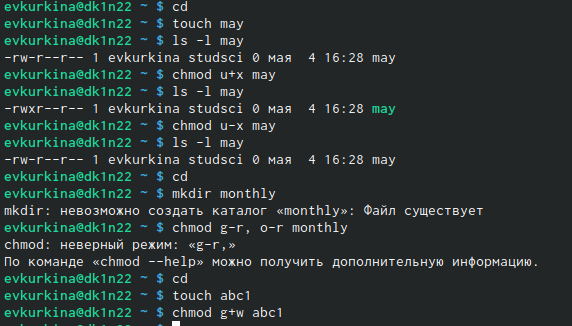 evkurkina@dk1n22 ~ $ cd
evkurkina@dk1n22 ~ $ touch may
evkurkina@dk1n22 ~ $ ls -l may
-rw-r--r-- 1 evkurkina studsci 0 мая  4 16:28 may
evkurkina@dk1n22 ~ $ chmod u+x may
evkurkina@dk1n22 ~ $ ls -l may
-rwxr--r-- 1 evkurkina studsci 0 мая  4 16:28 may
evkurkina@dk1n22 ~ $ chmod u-x may
evkurkina@dk1n22 ~ $ ls -l may
-rw-r--r-- 1 evkurkina studsci 0 мая  4 16:28 may
evkurkina@dk1n22 ~ $ cd
evkurkina@dk1n22 ~ $ mkdir monthly
mkdir: невозможно создать каталог «monthly»: Файл существует
evkurkina@dk1n22 ~ $ chmod g-r, o-r monthly
chmod: неверный режим: «g-r,»
По команде «chmod --help» можно получить дополнительную информацию.
evkurkina@dk1n22 ~ $ cd
evkurkina@dk1n22 ~ $ touch abc1
evkurkina@dk1n22 ~ $ chmod g+w abc1